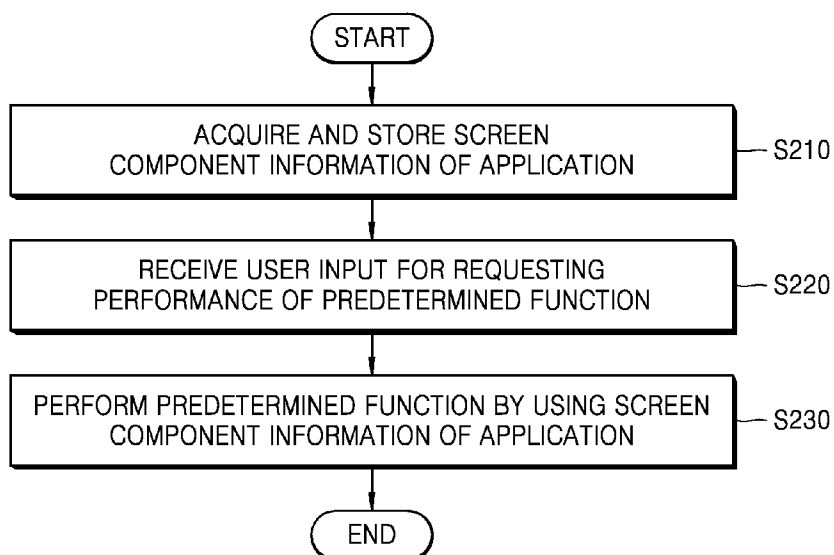 START
ACQUIRE AND STORE SCREEN
COMPONENT INFORMATION OF APPLICATION
S210
RECEIVE USER INPUT FOR REQUESTING
PERFORMANCE OF PREDETERMINED FUNCTION
S220
PERFORM PREDETERMINED FUNCTION BY USING SCREEN
COMPONENT INFORMATION OF APPLICATION
S230
END